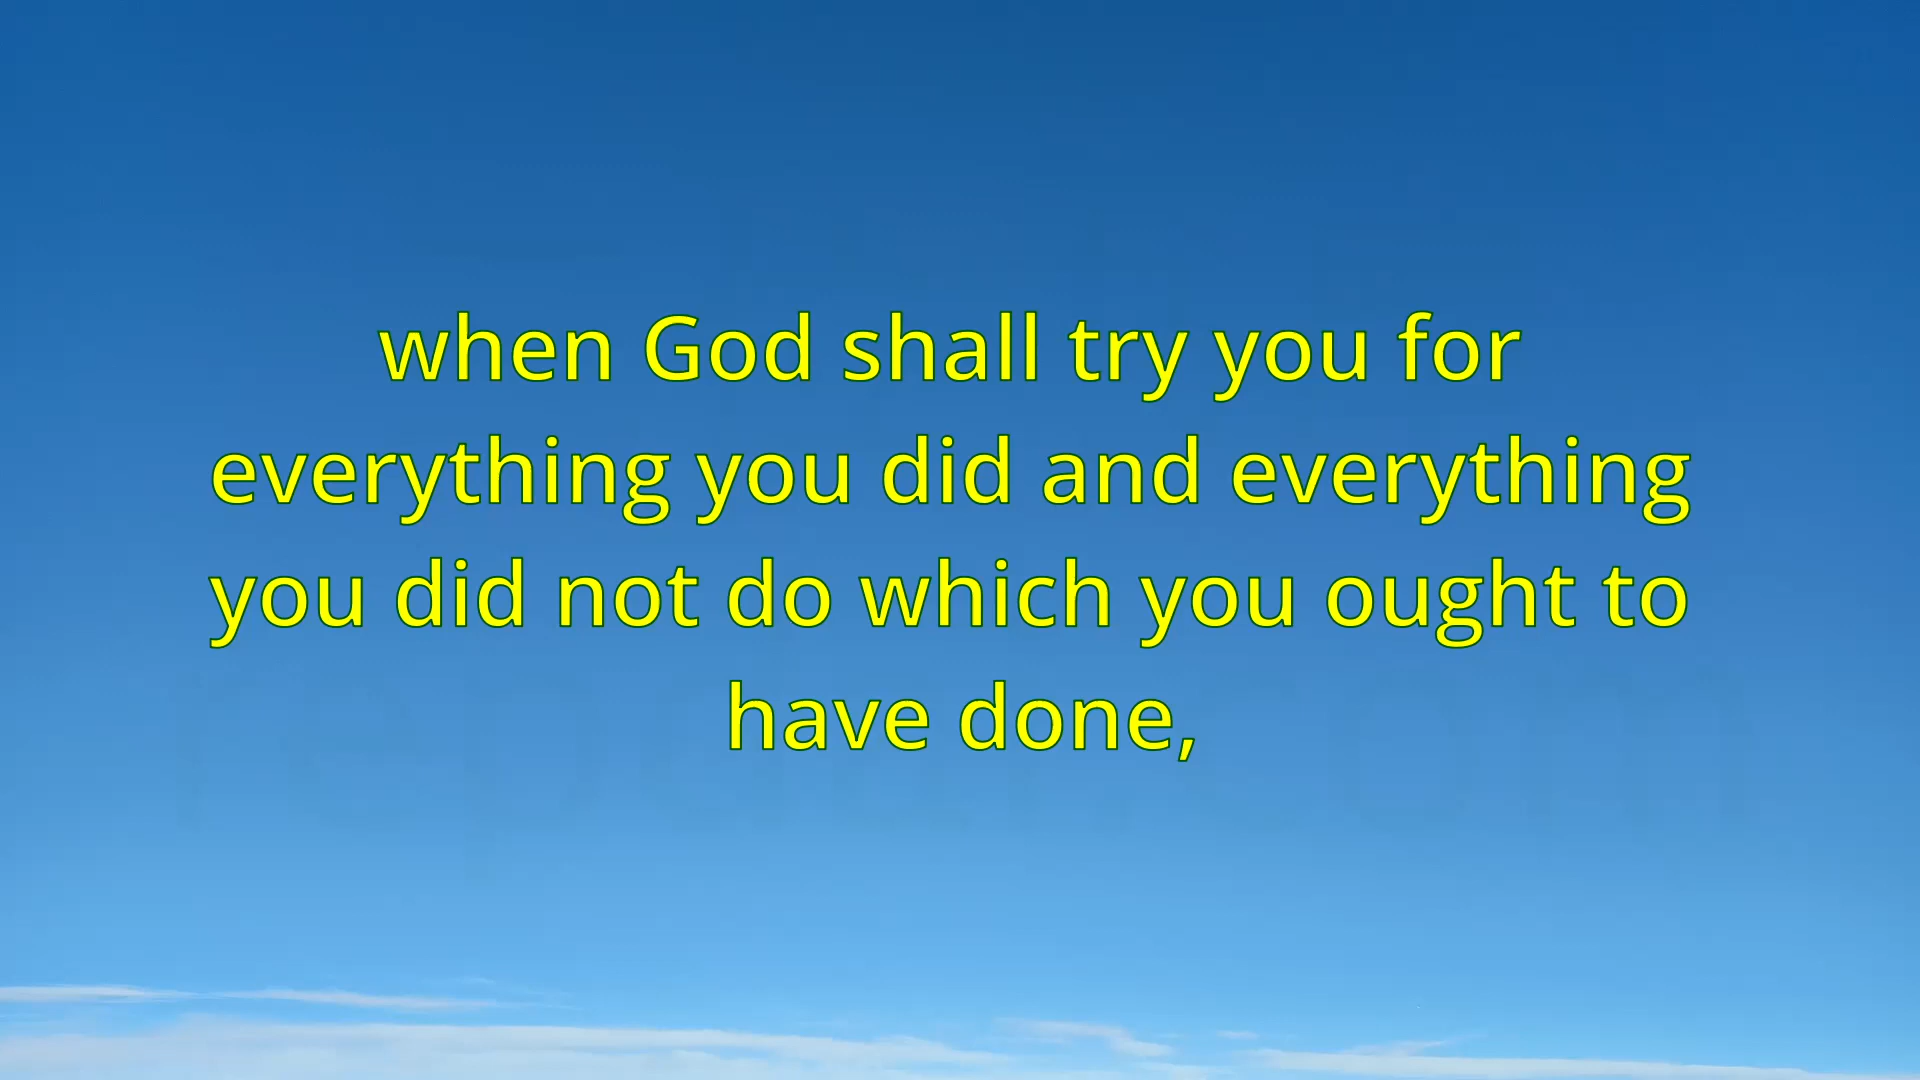 when God shall try you for
everything you did and everything
you did not do which you ought to
have done,